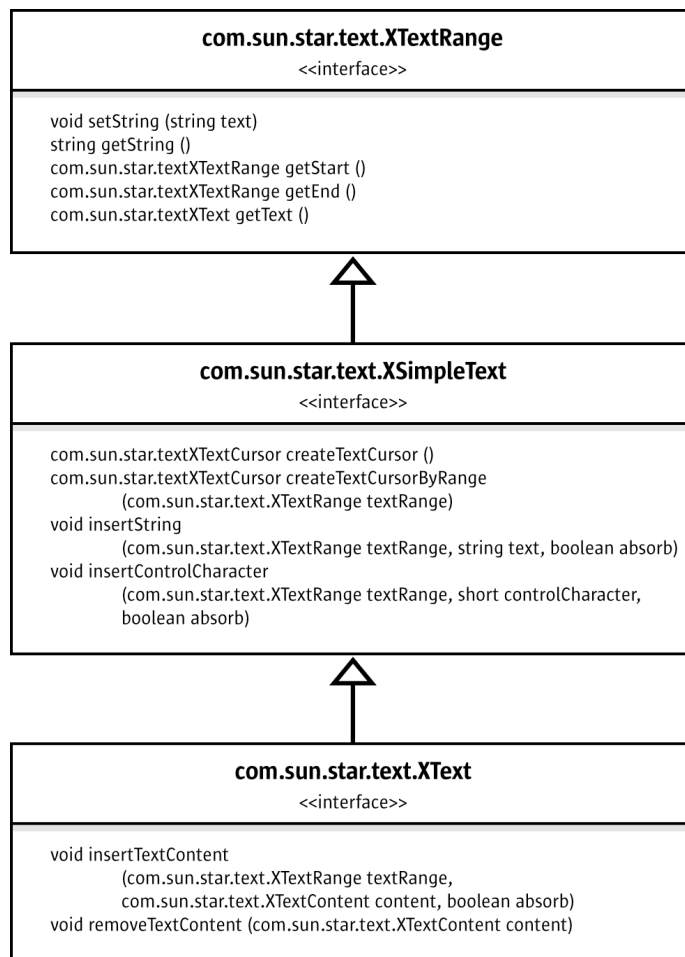 com.sun.star.text.XTextRange
<<interface>>
void setString (string text)
string getString ()
com.sun.star.textXTextRange getStart ()
com.sun.star.textXTextRange getEnd ()
com.sun.star.textXText getText ()
com.sun.star.text.XSimpleText
<<interface>>
com.sun.star.textXTextCursor createTextCursor ()
com.sun.star.textXTextCursor createTextCursorByRange
(com.sun.star.text.XTextRange textRange)
void insertString
(com.sun.star.text.XTextRange textRange, string text, boolean absorb)
void insertControlCharacter
(com.sun.star.text.XTextRange textRange, short controlCharacter,
boolean absorb)
com.sun.star.text.XText
<<interface>>
void insertTextContent
(com.sun.star.text.XTextRange textRange,
com.sun.star.text.XTextContent content, boolean absorb)
void removeTextContent (com.sun.star.text.XTextContent content)